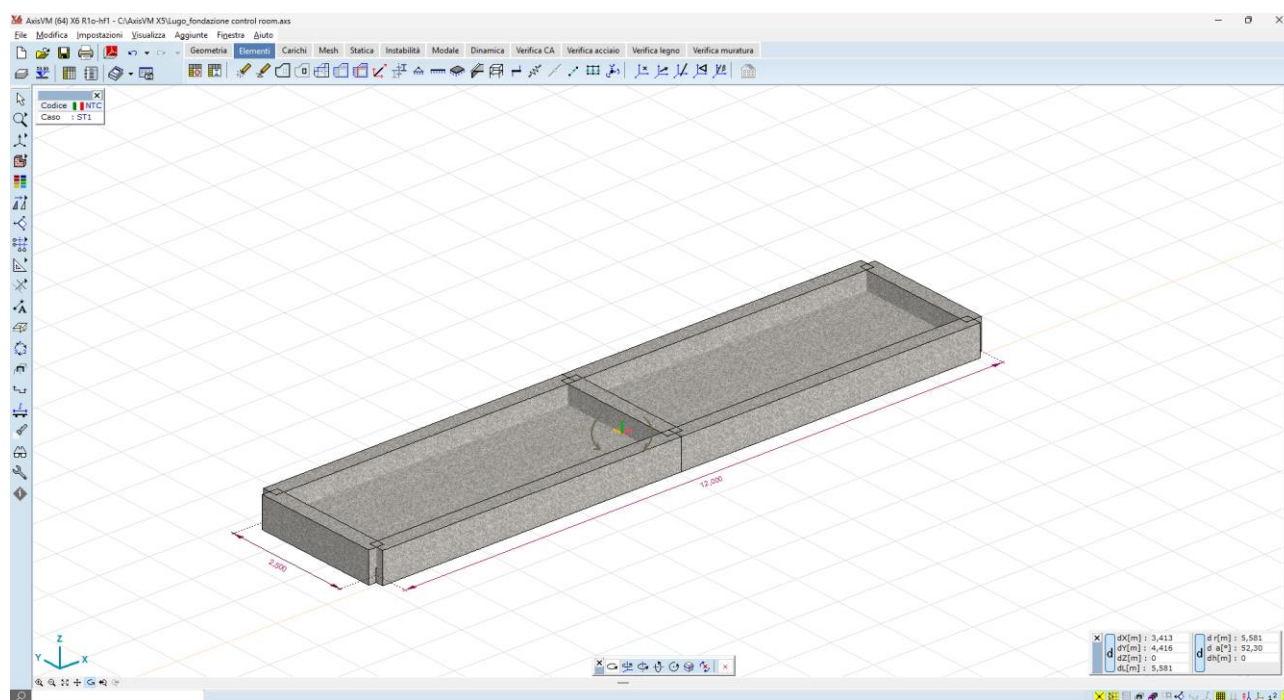 AxisVM (64) X6 R1o-hf1 - C:\AxisVM X5\Lugo_fondazione control room.axs
File Modifica Impostazioni Visualizza Aggiunte Finestra Aiuto
Geometria Elementi Carichi Mesh Statica Instabilità Modale Dinamica Verifica CA Verifica acciaio Verifica legno Verifica muratura
Codice NTC
Caso : ST1
12,000
2,500
Z
Y
X
d
dX[m] : 3,413
dY[m] : 4,416
dZ[m] : 0
dL[m] : 5,581
d
d r[m] : 5,581
d a[°] : 52,30
dh[m] : 0